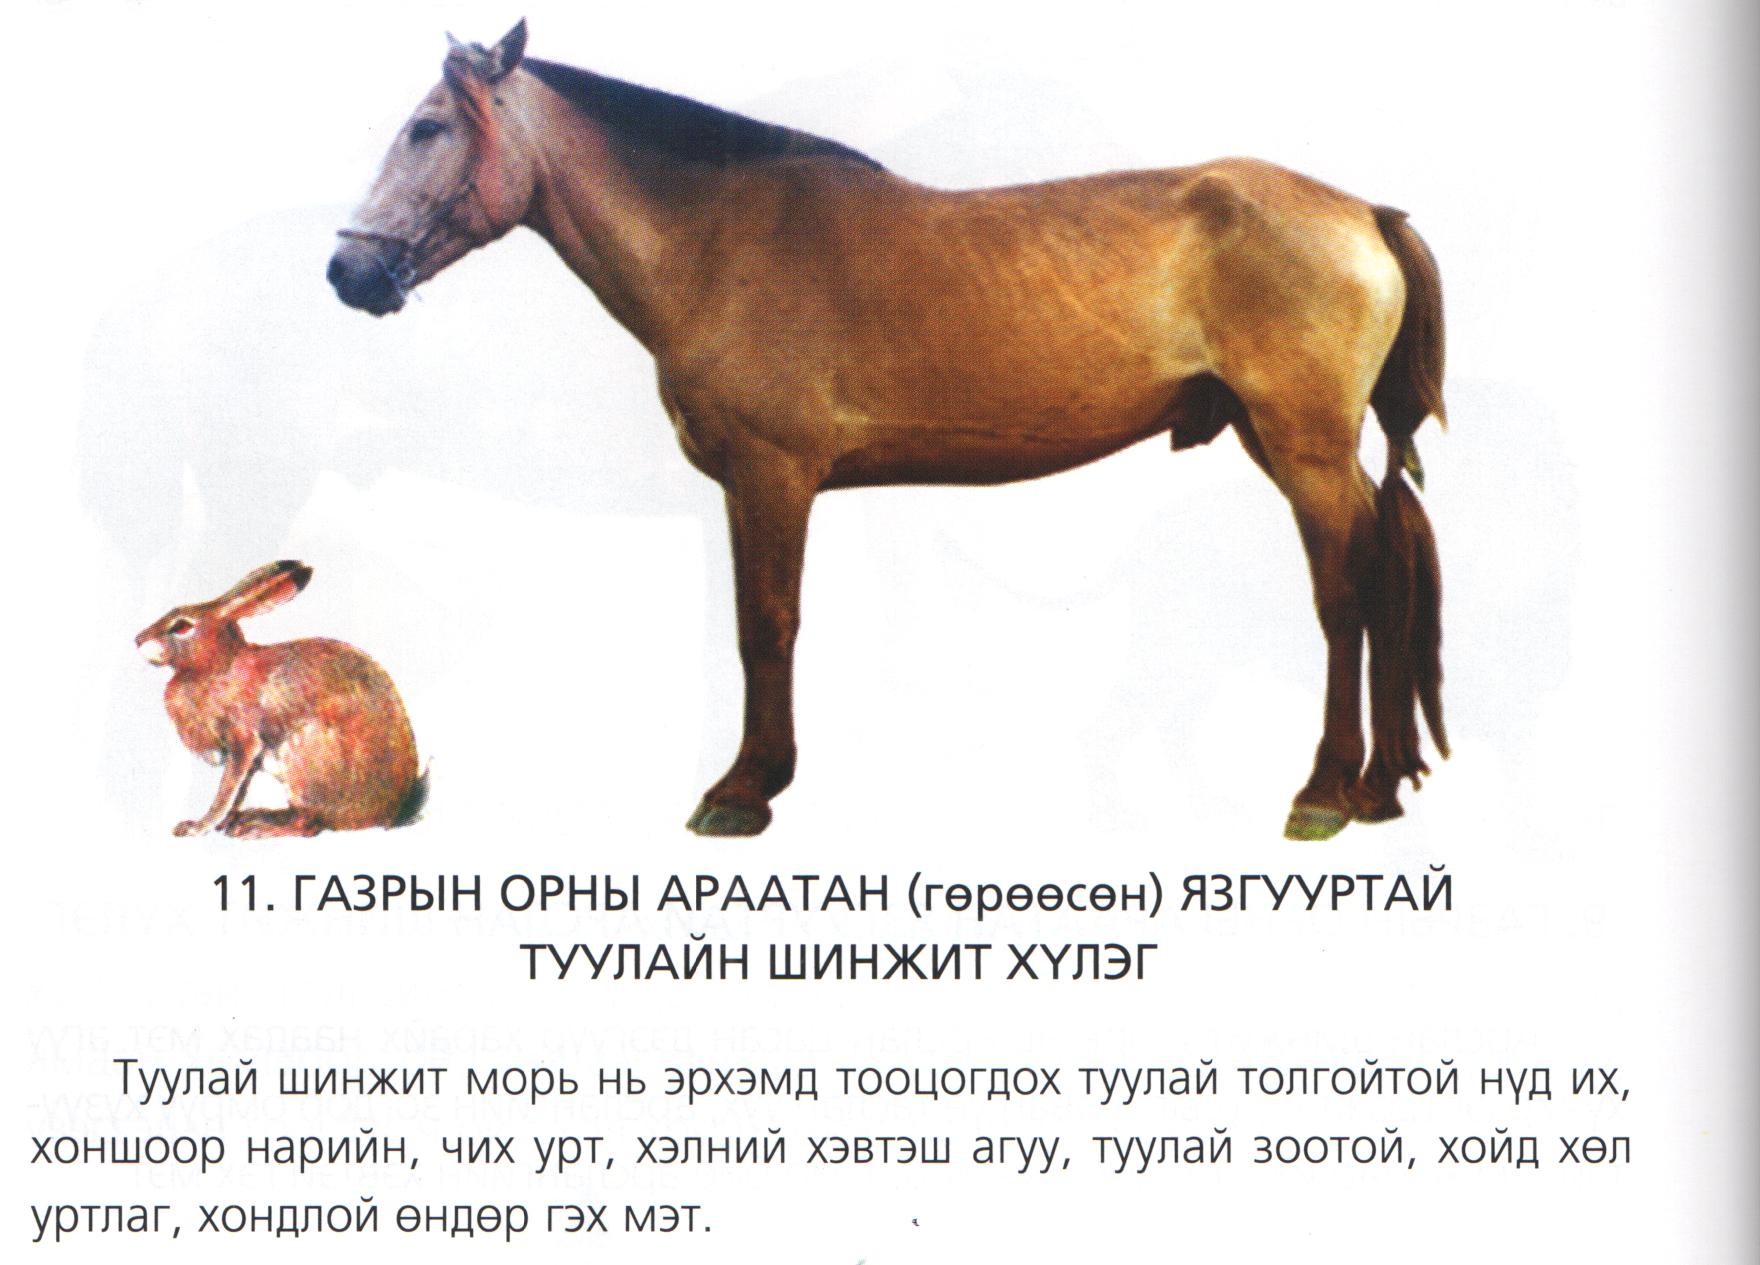 11. ГАЗРЫН ОРНЫ АРААТАН (гөрөөсөн) ЯЗГУУРТАЙ
ТУУЛАЙН ШИНЖИТ ХҮЛЭГ
Туулай шинжит морь нь эрхэмд тооцогдох туулай толгойтой нүд их,
хоншоор нарийн, чих урт, хэлний хэвтэш агуу, туулай зоотой, хойд хөл
уртлаг, хондлой өндөр гэх мэт.